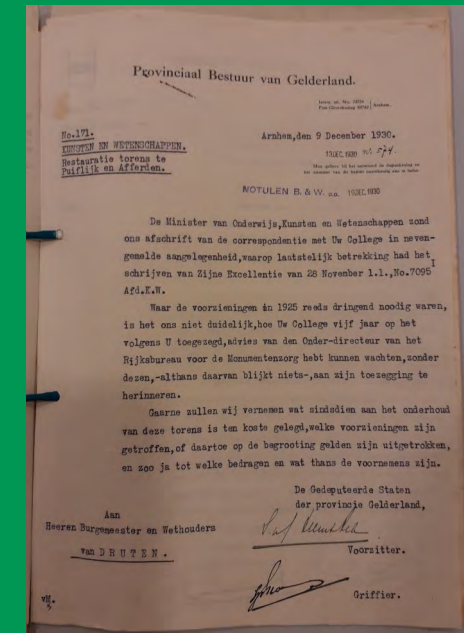 Provinciaal Bestuur van Gelderland.
Arnhem.
No.171.
KUNSTEN EN WETENSCHAPPEN.
Restauratie torens te
Puiflijk en Afferden.
Arnhem, den 9 December 1930.
10.DEC.1930 No. 574.
NOTULEN B. & W. d.d. DEC.1930
De Minister van Onderwijs,Kunsten en Wetenschappen zond
ons afschrift van de correspondentie met Uw College in neven-
gemelde aangelegenheid,waarop laatstelijk betrekking had het
schrijven van Zijne Excellentie van 28 November l.l.,No.7095
Afd.K.W.
Waar de voorzieningen én 1925 reeds dringend noodig waren,
is het ons niet duidelijk,hoe Uw College vijf jaar op het
volgens U toegezegd,advies van den Onder-directeur van het
Rijksbureau voor de Monumentenzorg hebt kunnen wachten,zonder
dezen,-althans daarvan blijkt niets-,aan zijn toezegging te
herinneren.
Gaarne zullen wij vernemen wat sindsdien aan het onderhoud
van deze torens is ten koste gelegd,welke voorzieningen zijn
getroffen,of daartoe op de begrooting gelden zijn uitgetrokken,
en zoo ja tot welke bedragen en wat thans de voornemens zijn.
De Gedeputeerde Staten
der provincie Gelderland,
Voorzitter.
Griffier.
Aan
Heeren Burgemeester en Wethouders
van DRUTEN.